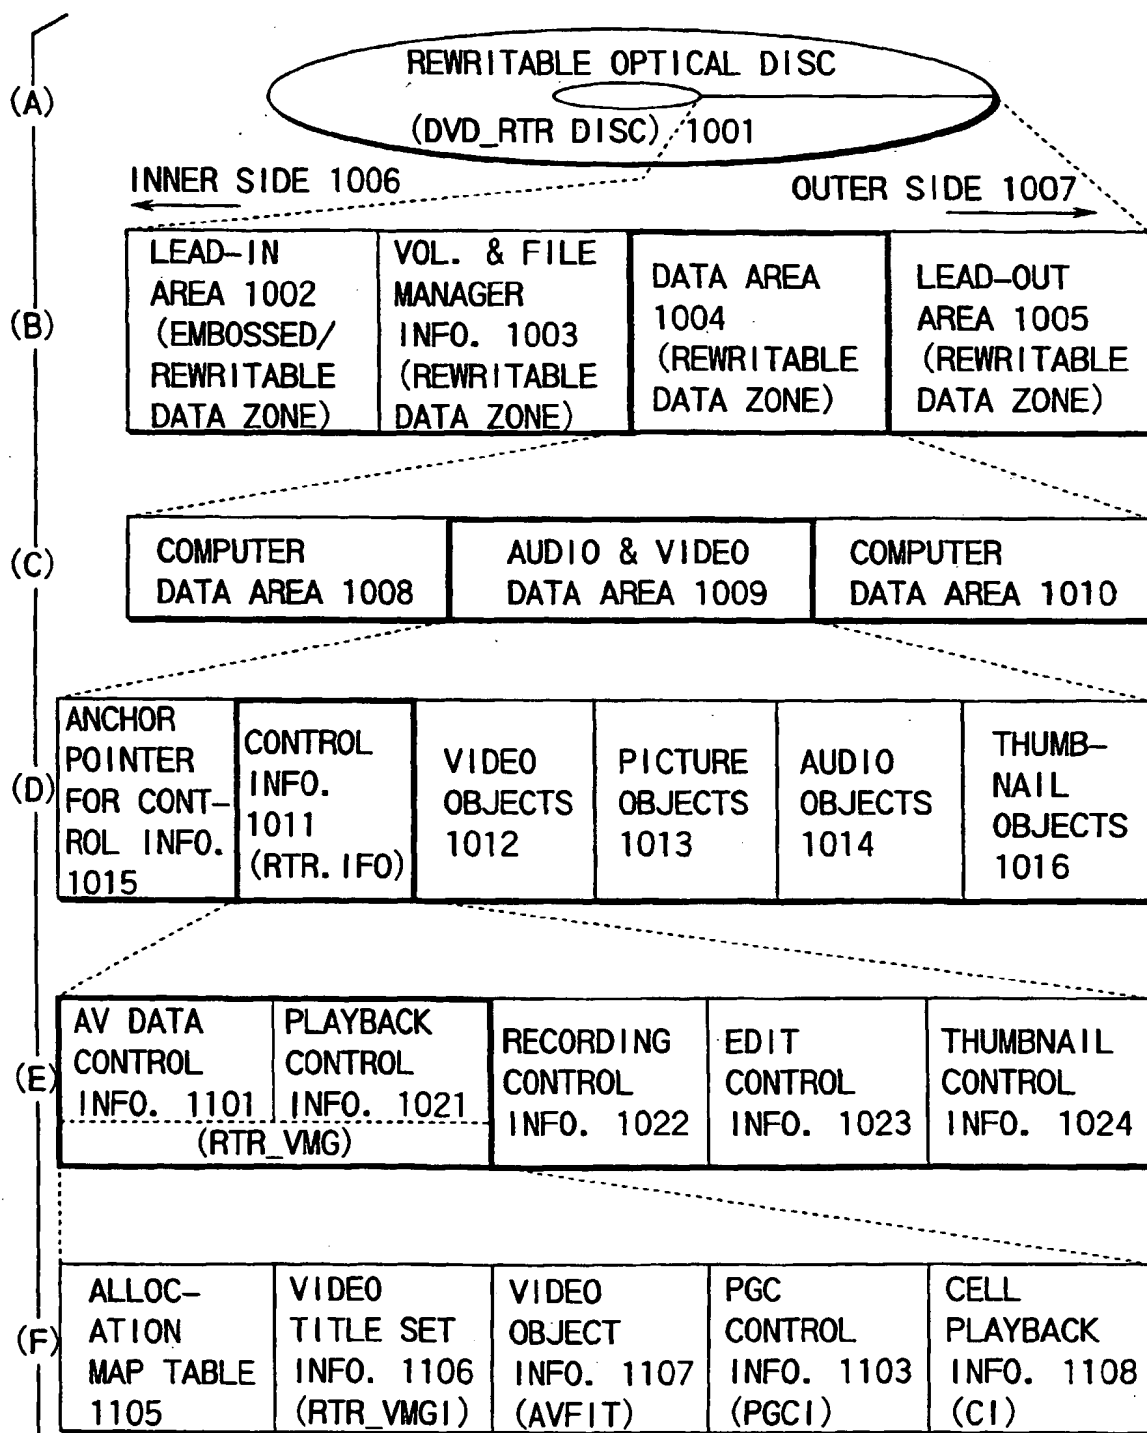 REWRITABLE OPTICAL DISC
(A)
(DVD_RTR DISC) 1001
INNER SIDE 1006
OUTER SIDE 1007
(B)
LEAD-IN
AREA 1002
(EMBOSSED/
REWRITABLE
DATA ZONE)
VOL. & FILE
MANAGER
INFO. 1003
(REWRITABLE
DATA ZONE)
DATA AREA
1004
(REWRITABLE
DATA ZONE)
LEAD-OUT
AREA 1005
(REWRITABLE
DATA ZONE)
(C)
COMPUTER
DATA AREA 1008
AUDIO & VIDEO
DATA AREA 1009
COMPUTER
DATA AREA 1010
(D)
ANCHOR
POINTER
FOR CONT-
ROL INFO.
1015
CONTROL
INFO.
1011
(RTR.IFO)
VIDEO
OBJECTS
1012
PICTURE
OBJECTS
1013
AUDIO
OBJECTS
1014
THUMB-
NAIL
OBJECTS
1016
(E)
AV DATA
CONTROL
INFO. 1101
PLAYBACK
CONTROL
INFO. 1021
(RTR_VMG)
RECORDING
CONTROL
INFO. 1022
EDIT
CONTROL
INFO. 1023
THUMBNAIL
CONTROL
INFO. 1024
(F)
ALLOC-
ATION
MAP TABLE
1105
VIDEO
TITLE SET
INFO. 1106
(RTR_VMGI)
VIDEO
OBJECT
INFO. 1107
(AVFIT)
PGC
CONTROL
INFO. 1103
(PGCI)
CELL
PLAYBACK
INFO. 1108
(CI)